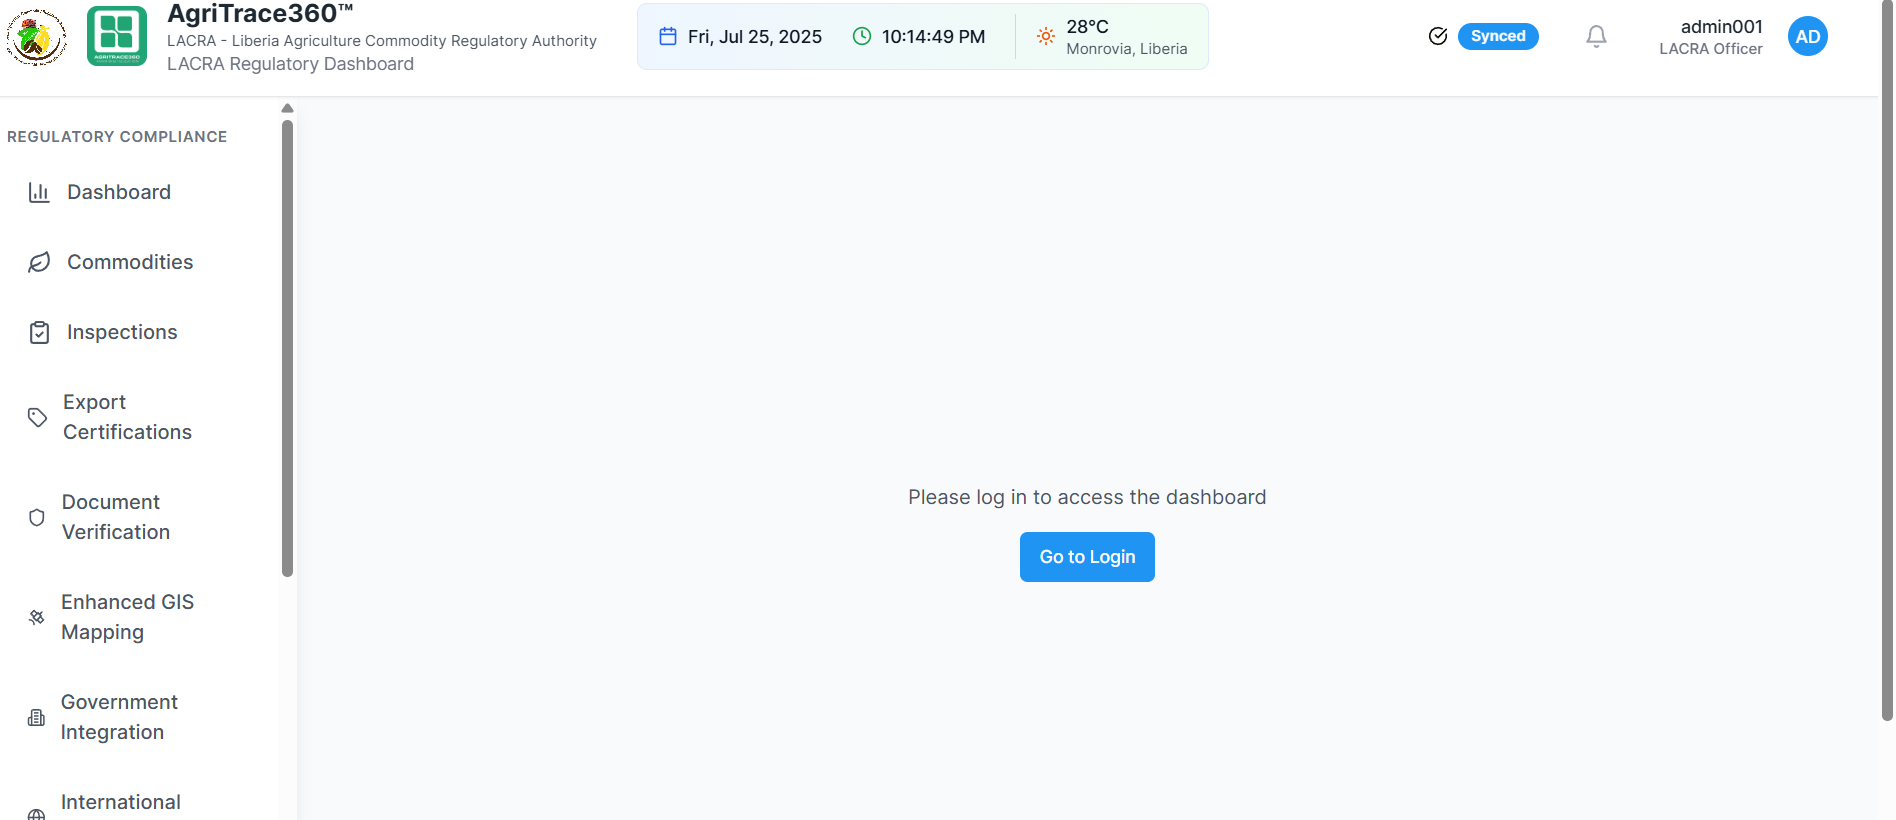 AgriTrace360™
LACRA - Liberia Agriculture Commodity Regulatory Authority
LACRA Regulatory Dashboard
AGRITRACE360
Fri, Jul 25, 2025
10:14:49 PM
28°C
Monrovia, Liberia
Synced
admin001
LACRA Officer
AD
REGULATORY COMPLIANCE
Dashboard
Commodities
Inspections
Export
Certifications
Document
Verification
Enhanced GIS
Mapping
Government
Integration
International
Please log in to access the dashboard
Go to Login